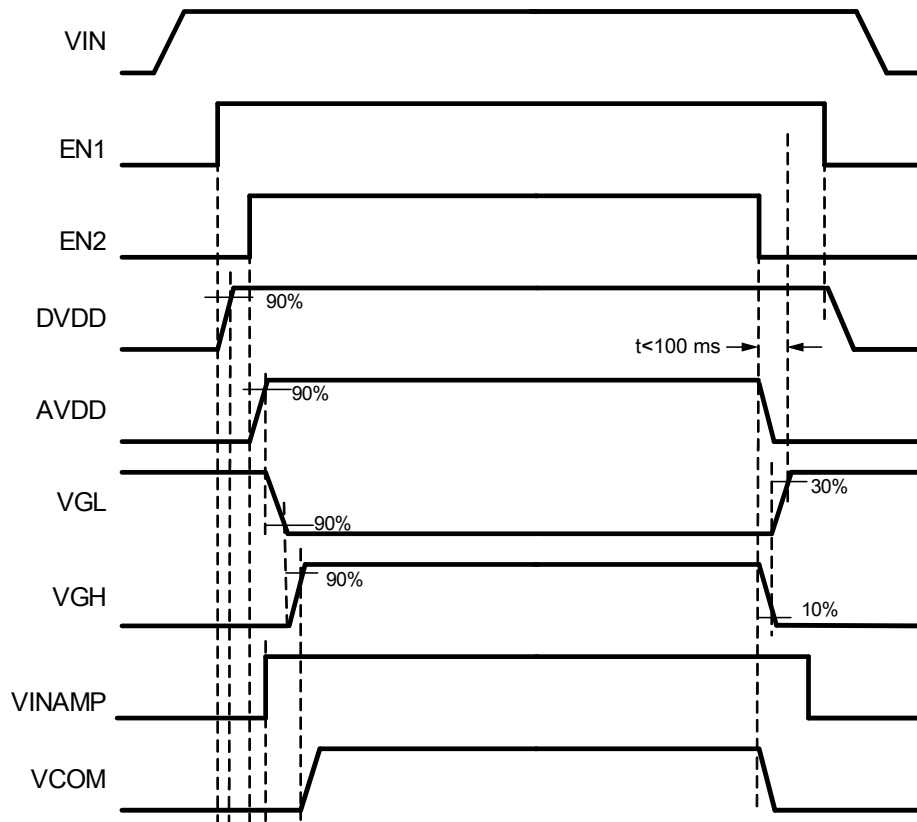 VIN
EN1
EN2
DVDD
90%
t<100 ms
AVDD
90%
VGL
30%
90%
VGH
90%
10%
VINAMP
VCOM